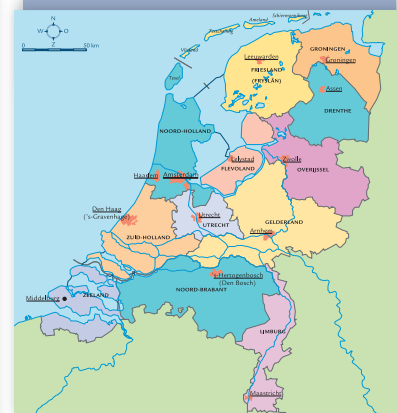 Schiermonnikoog
Ameland
Terschelling
Vlieland
Texel
N
W O
Z
0 50 km
GRONINGEN
Groningen
Leeuwarden
FRIESLAND
(FRYSLÂN)
Assen
DRENTHE
NOORD-HOLLAND
Lelystad
FLEVOLAND
Zwolle
OVERIJSSEL
Haarlem
Amsterdam
Den Haag
('s-Gravenhage)
Utrecht
UTRECHT
GELDERLAND
Arnhem
ZUID-HOLLAND
's-Hertogenbosch
(Den Bosch)
NOORD-BRABANT
Middelburg
ZEELAND
LIMBURG
Maastricht